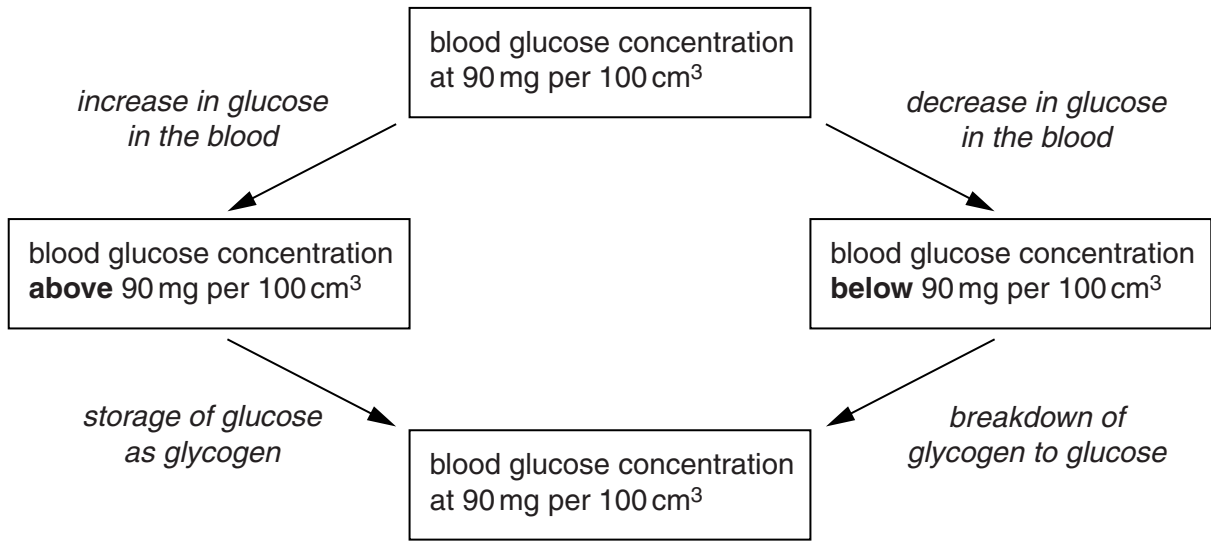 blood glucose concentration
at 90 mg per 100 cm³
increase in glucose
in the blood
decrease in glucose
in the blood
blood glucose concentration
above 90 mg per 100 cm³
blood glucose concentration
below 90 mg per 100 cm³
storage of glucose
as glycogen
breakdown of
glycogen to glucose
blood glucose concentration
at 90 mg per 100 cm³